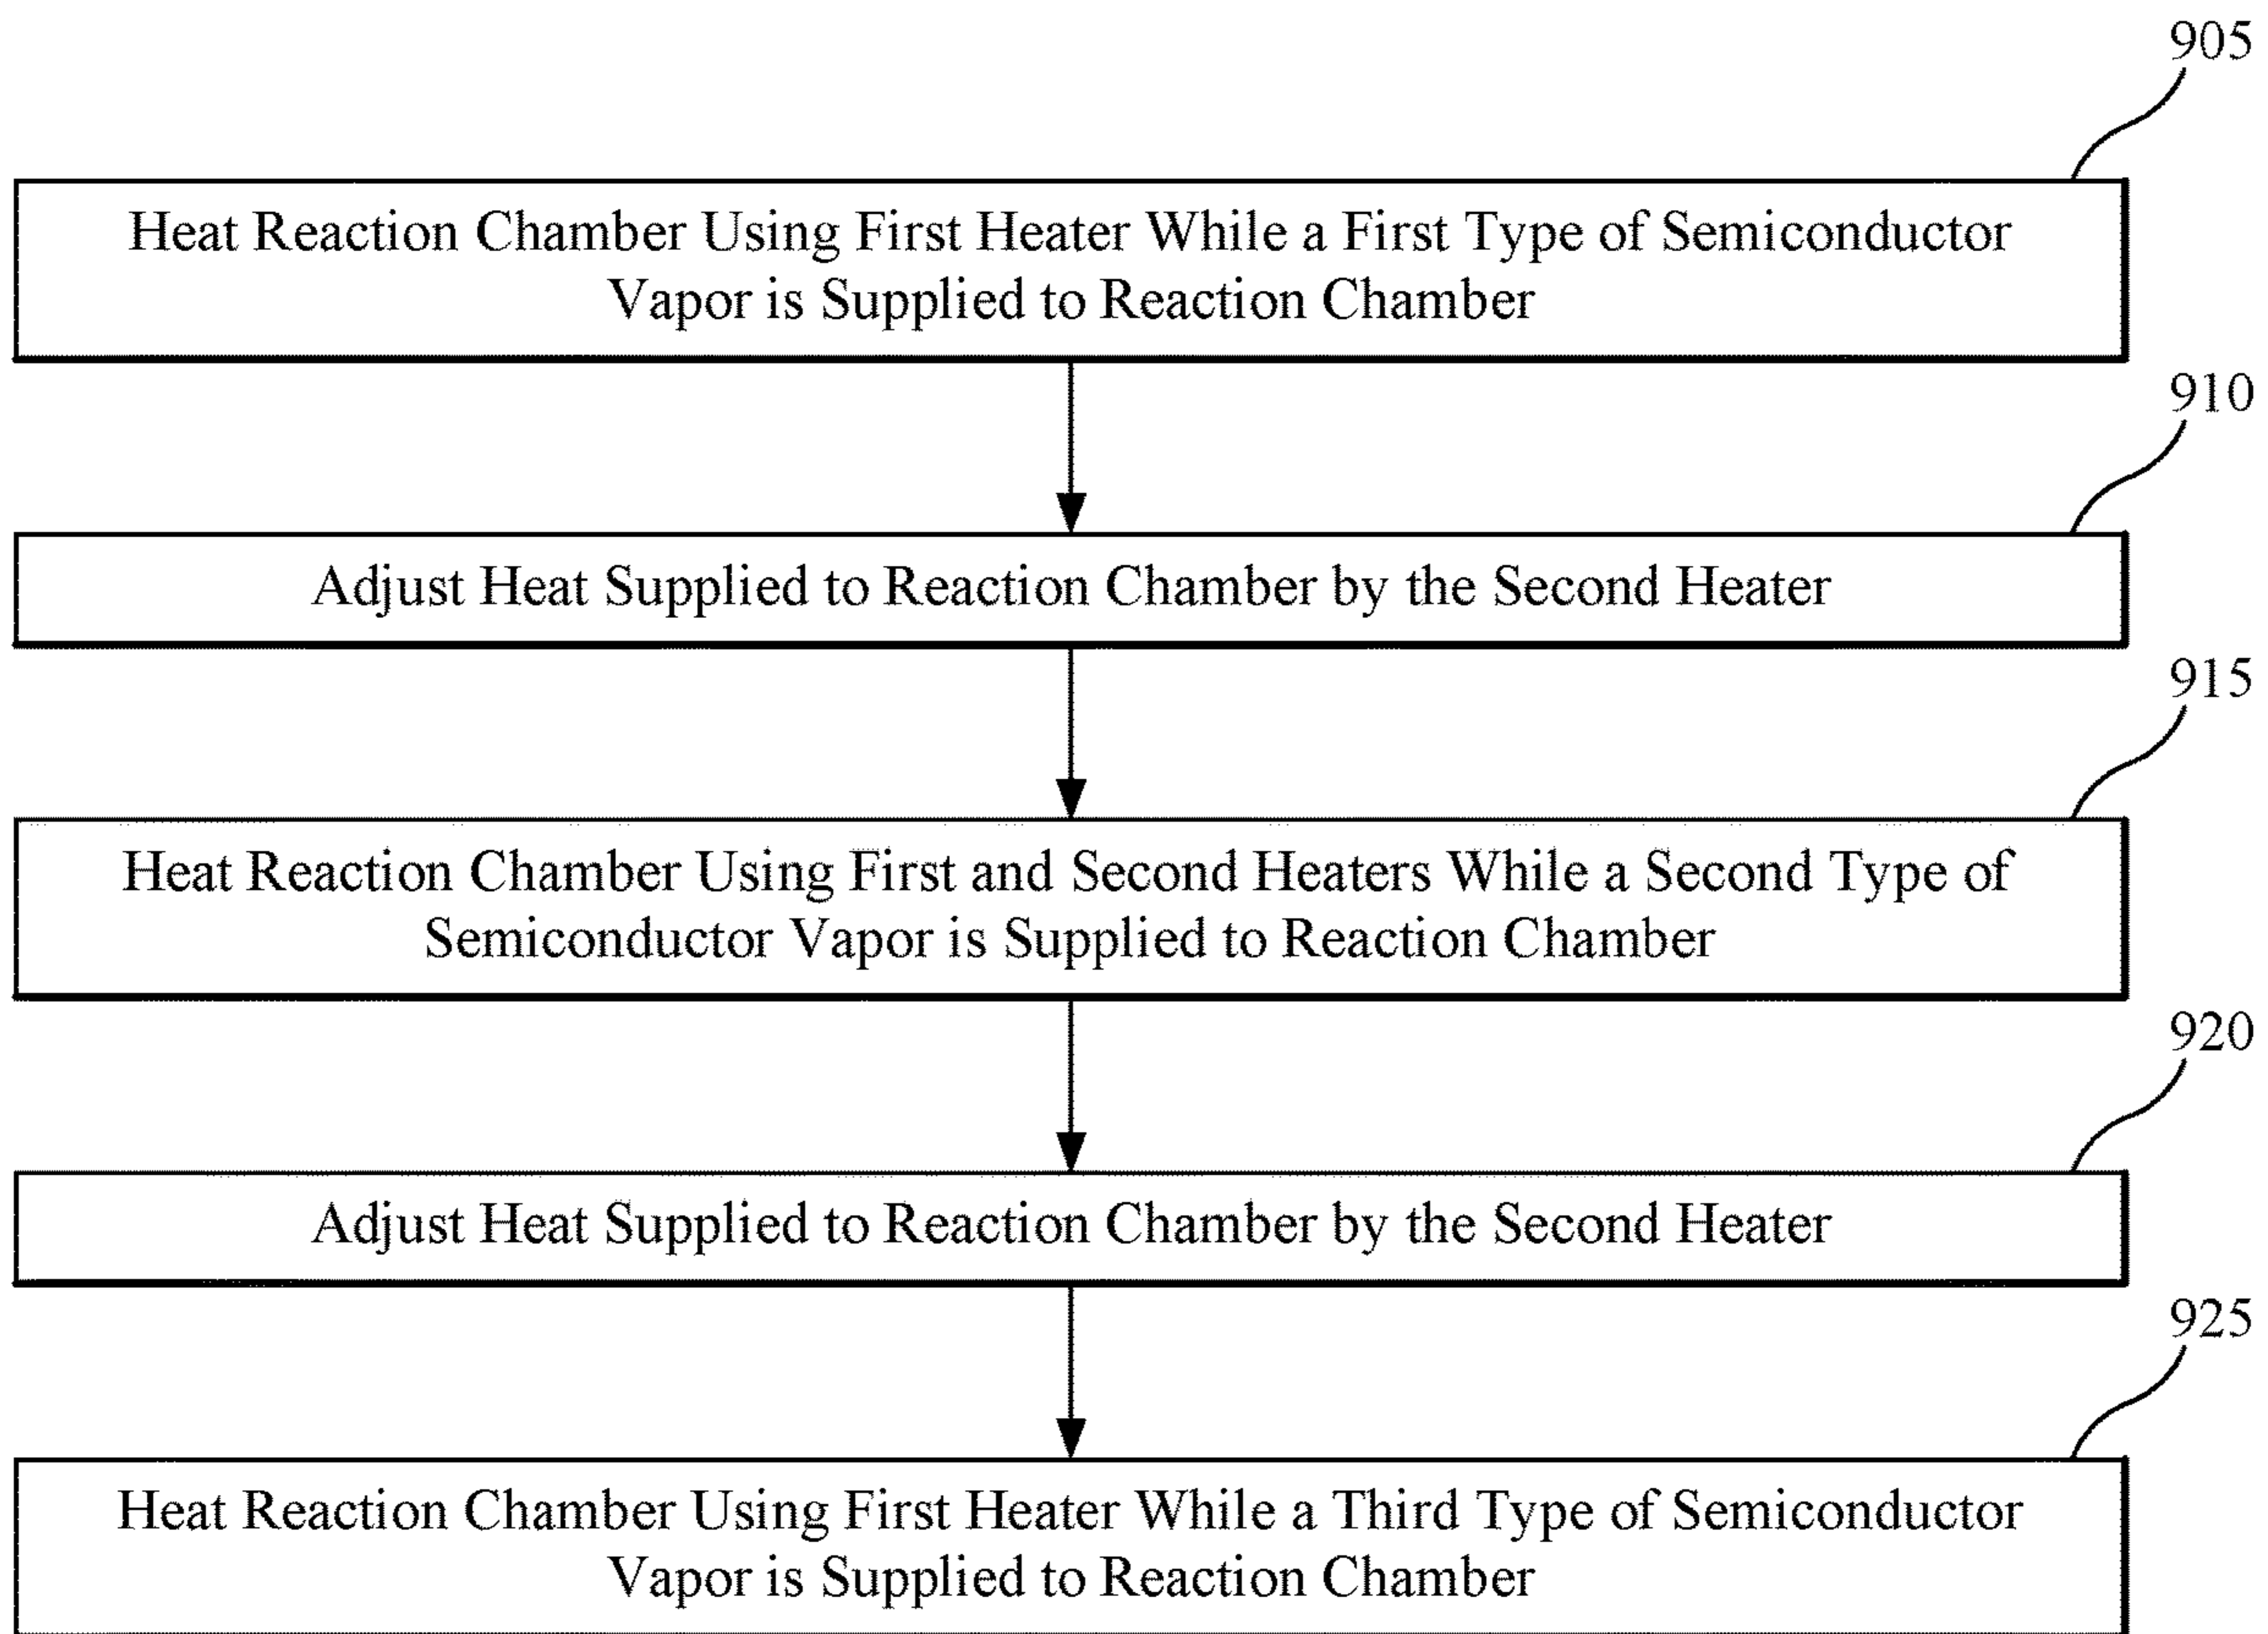 905
Heat Reaction Chamber Using First Heater While a First Type of Semiconductor
Vapor is Supplied to Reaction Chamber
910
Adjust Heat Supplied to Reaction Chamber by the Second Heater
915
Heat Reaction Chamber Using First and Second Heaters While a Second Type of
Semiconductor Vapor is Supplied to Reaction Chamber
920
Adjust Heat Supplied to Reaction Chamber by the Second Heater
925
Heat Reaction Chamber Using First Heater While a Third Type of Semiconductor
Vapor is Supplied to Reaction Chamber